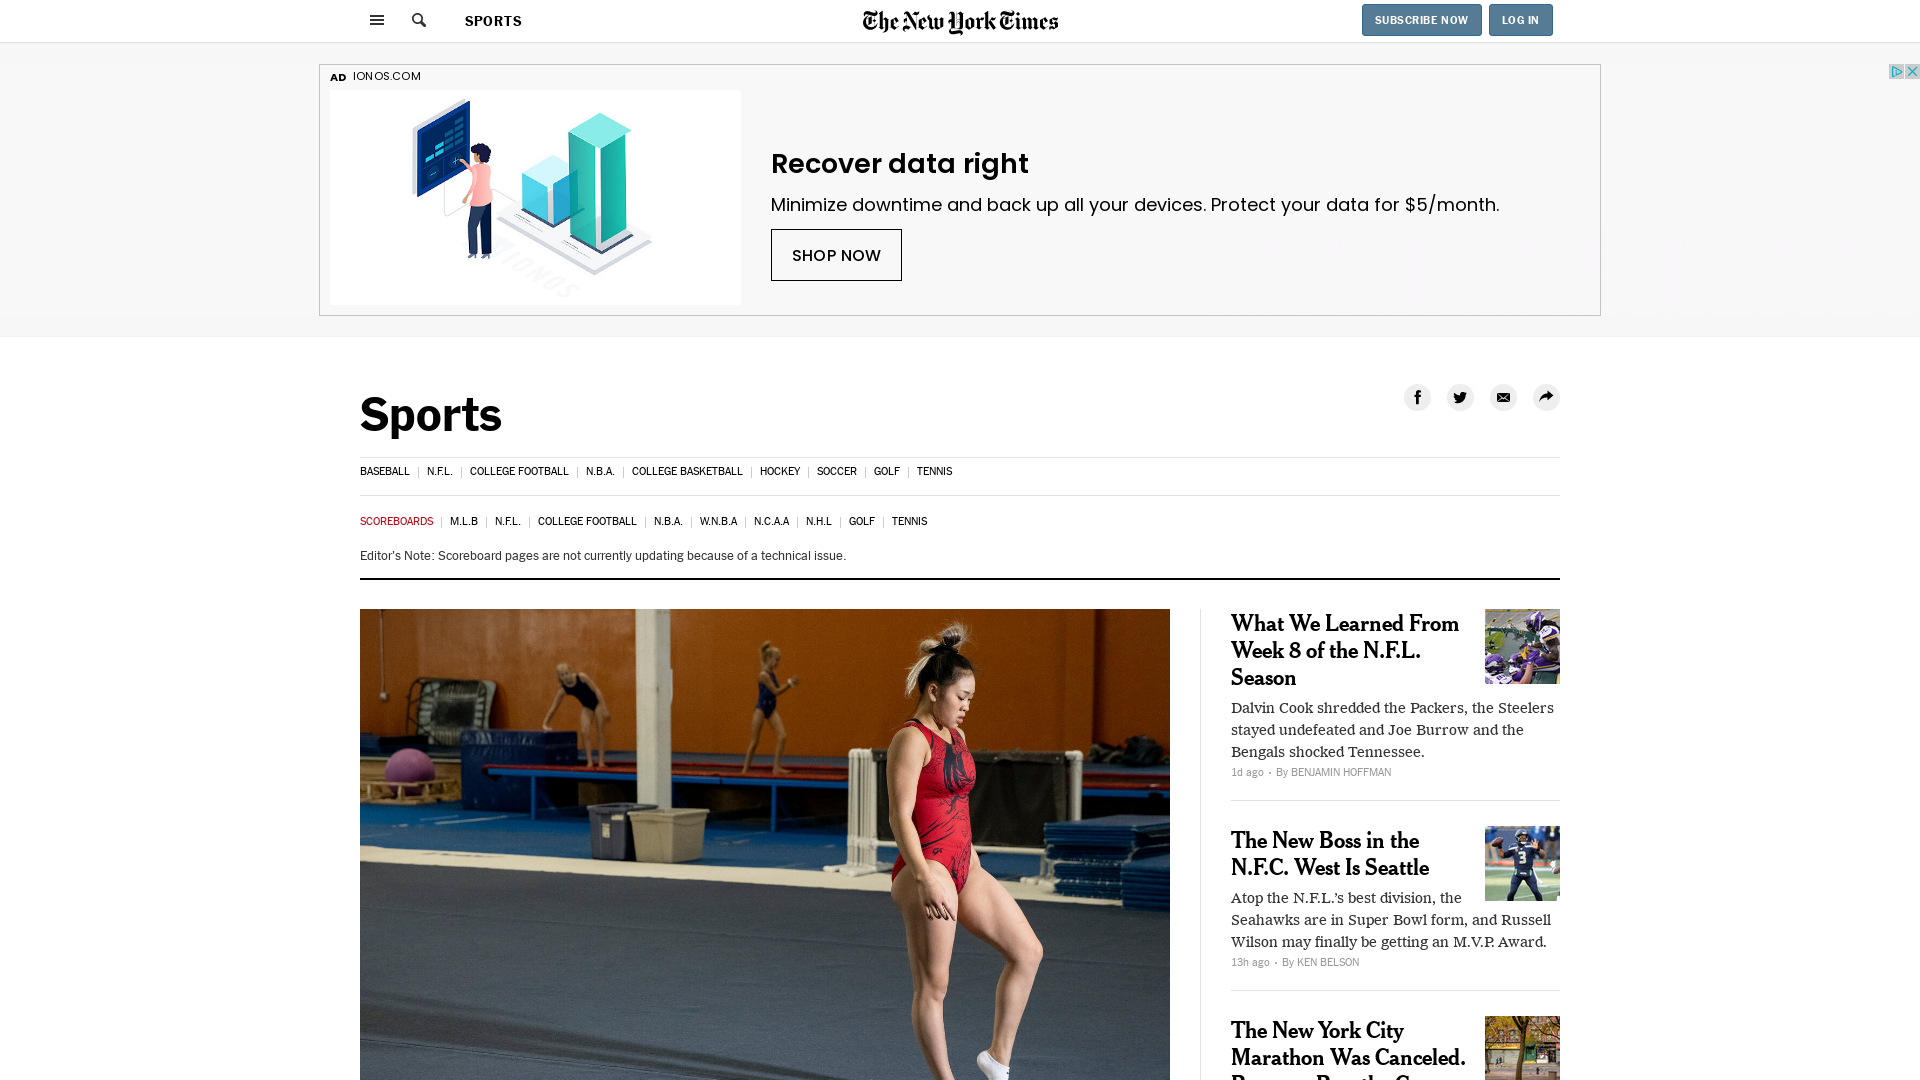 SPORTS
The New York Times
SUBSCRIBE NOW
LOG IN
AD IONOS.COM
IONOS
Recover data right
Minimize downtime and back up all your devices. Protect your data for $5/month.
SHOP NOW
Sports
BASEBALL N.F.L. COLLEGE FOOTBALL N.B.A. COLLEGE BASKETBALL HOCKEY SOCCER GOLF TENNIS
SCOREBOARDS M.L.B N.F.L. COLLEGE FOOTBALL N.B.A. W.N.B.A N.C.A.A N.H.L GOLF TENNIS
Editor's Note: Scoreboard pages are not currently updating because of a technical issue.
What We Learned From
Week 8 of the N.F.L.
Season
Dalvin Cook shredded the Packers, the Steelers
stayed undefeated and Joe Burrow and the
Bengals shocked Tennessee.
1d ago • By BENJAMIN HOFFMAN
The New Boss in the
N.F.C. West Is Seattle
Atop the N.F.L.’s best division, the
Seahawks are in Super Bowl form, and Russell
Wilson may finally be getting an M.V.P. Award.
13h ago • By KEN BELSON
The New York City
Marathon Was Canceled.